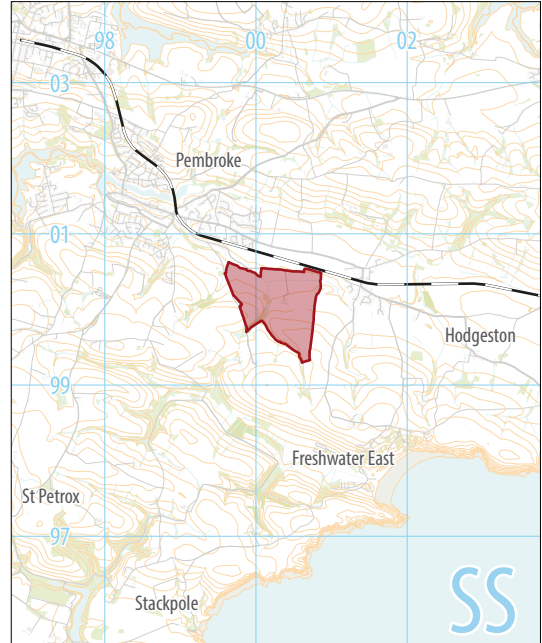 98
00
02
03
Pembroke
01
Hodgeston
99
Freshwater East
St Petrox
97
SS
Stackpole